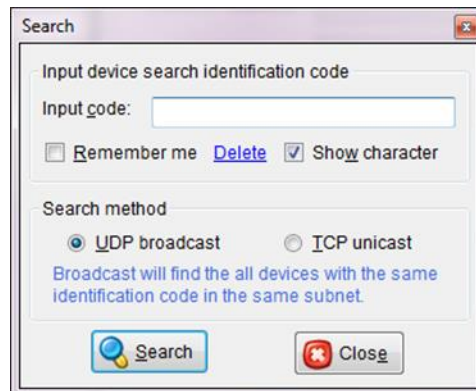 Search
Input device search identification code
Input code:
Remember me Delete Show character
Search method
UDP broadcast TCP unicast
Broadcast will find the all devices with the same
identification code in the same subnet.
Search Close